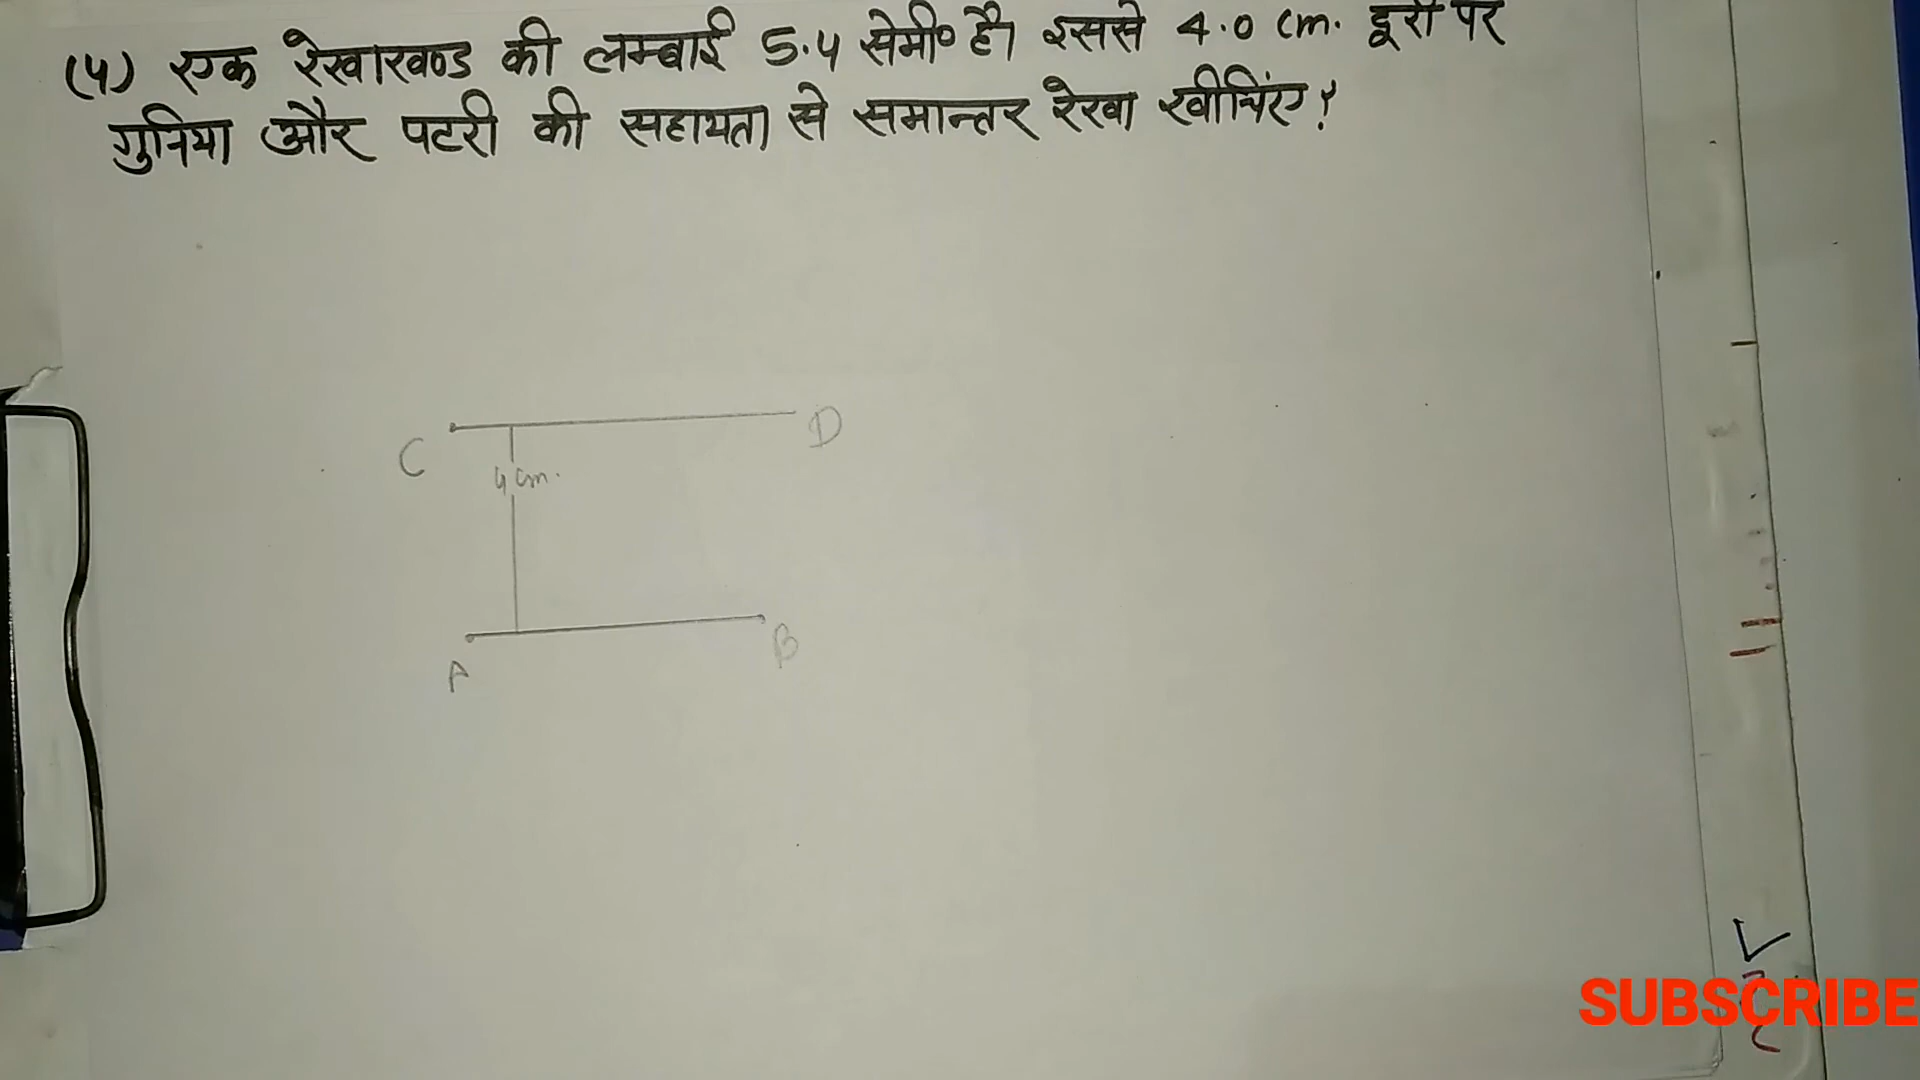 (५) एक रेखाखण्ड की लम्बाई 5.4 सेमी० है। इससे 4.0 cm. दूरी पर
गुनिया और पटरी की सहायता से समान्तर रेखा खीचिंए?
C
D
4 cm.
A
B
SUBSCRIBE